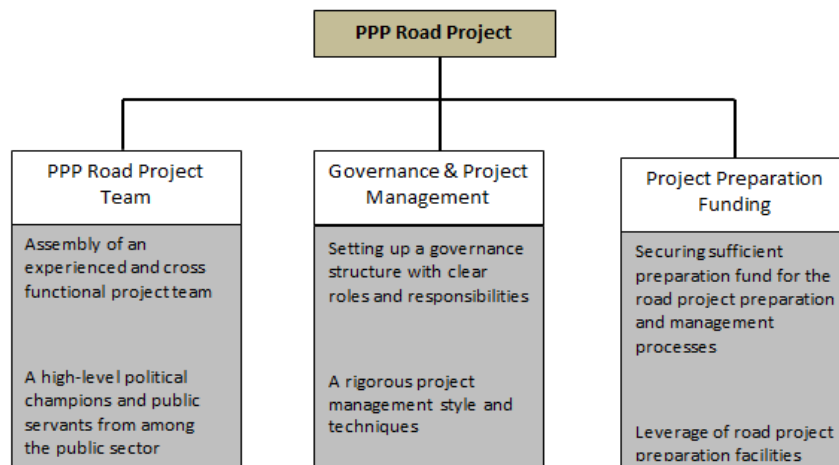 PPP Road Project
PPP Road Project
Team
Assembly of an
experienced and cross
functional project team
A high-level political
champions and public
servants from among
the public sector
Governance & Project
Management
Setting up a governance
structure with clear
roles and responsibilities
A rigorous project
management style and
techniques
Project Preparation
Funding
Securing sufficient
preparation fund for the
road project preparation
and management
processes
Leverage of road project
preparation facilities